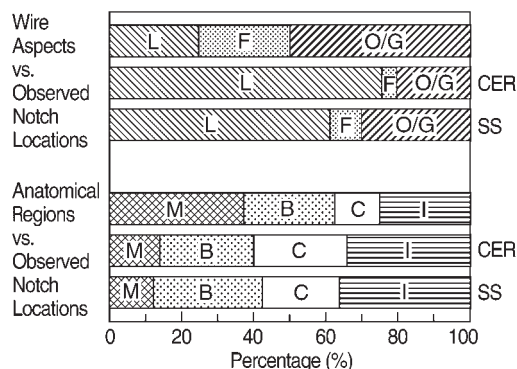 Wire
Aspects
vs.
Observed
Notch
Locations
L F O/G
L F O/G CER
L F O/G SS
Anatomical
Regions
vs.
Observed
Notch
Locations
M B C I
M B C I CER
M B C I SS
0 20 40 60 80 100
Percentage (%)